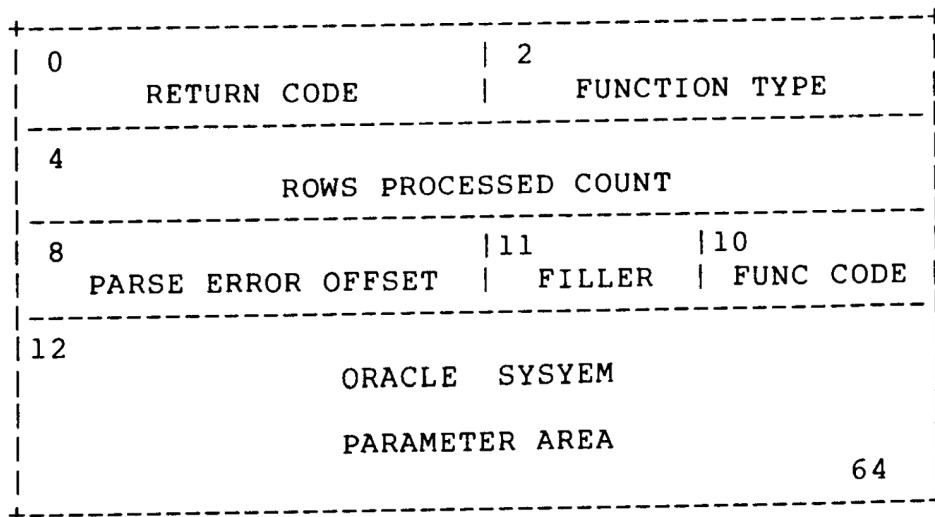 0 2
RETURN CODE FUNCTION TYPE
4
ROWS PROCESSED COUNT
8 11 10
PARSE ERROR OFFSET FILLER FUNC CODE
12
ORACLE SYSYEM
PARAMETER AREA
64